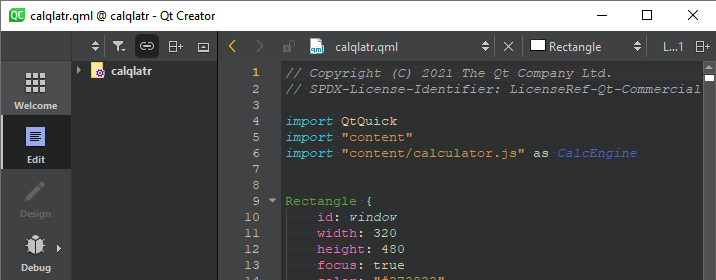 QC calqlatr.qml @ calqlatr - Qt Creator
calqlatr.qml Rectangle L...1
Welcome
Edit
Design
Debug
calqlatr
1 // Copyright (C) 2021 The Qt Company Ltd.
2 // SPDX-License-Identifier: LicenseRef-Qt-Commercial
3
4 import QtQuick
5 import "content"
6 import "content/calculator.js" as CalcEngine
7
8
9 Rectangle {
10 id: window
11 width: 320
12 height: 480
13 focus: true